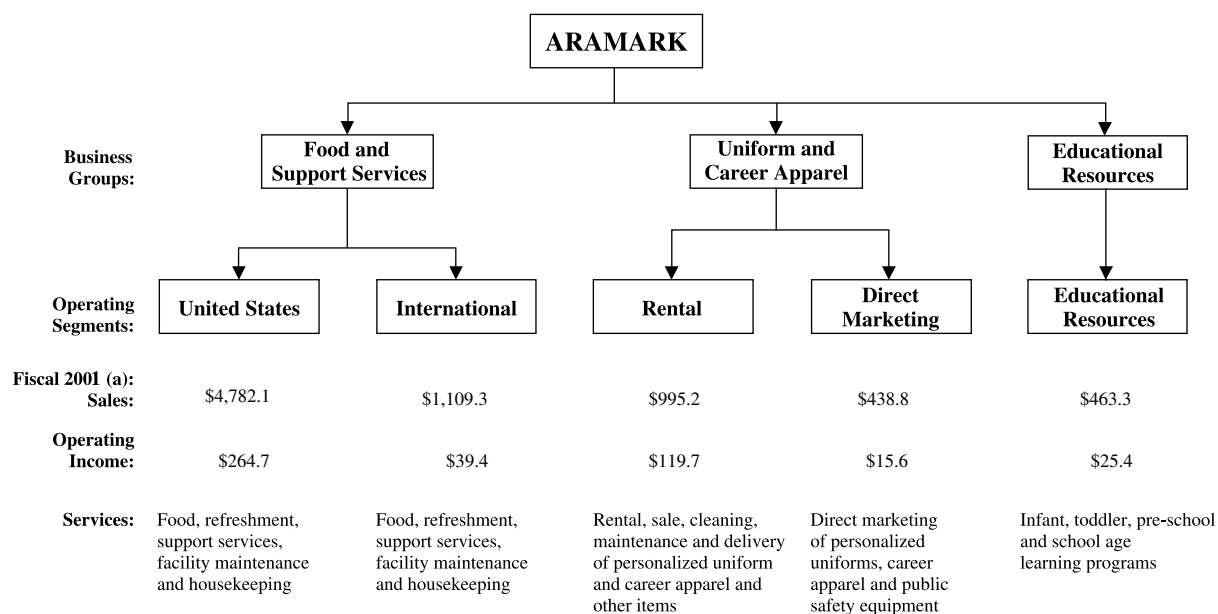 ARAMARK
Business
Groups:
Food and
Support Services
Uniform and
Career Apparel
Educational
Resources
Operating
Segments:
United States
International
Rental
Direct
Marketing
Educational
Resources
Fiscal 2001 (a):
Sales:
$4,782.1
$1,109.3
$995.2
$438.8
$463.3
Operating
Income:
$264.7
$39.4
$119.7
$15.6
$25.4
Services:
Food, refreshment,
support services,
facility maintenance
and housekeeping
Food, refreshment,
support services,
facility maintenance
and housekeeping
Rental, sale, cleaning,
maintenance and delivery
of personalized uniform
and career apparel and
other items
Direct marketing
of personalized
uniforms, career
apparel and public
safety equipment
Infant, toddler, pre-school
and school age
learning programs